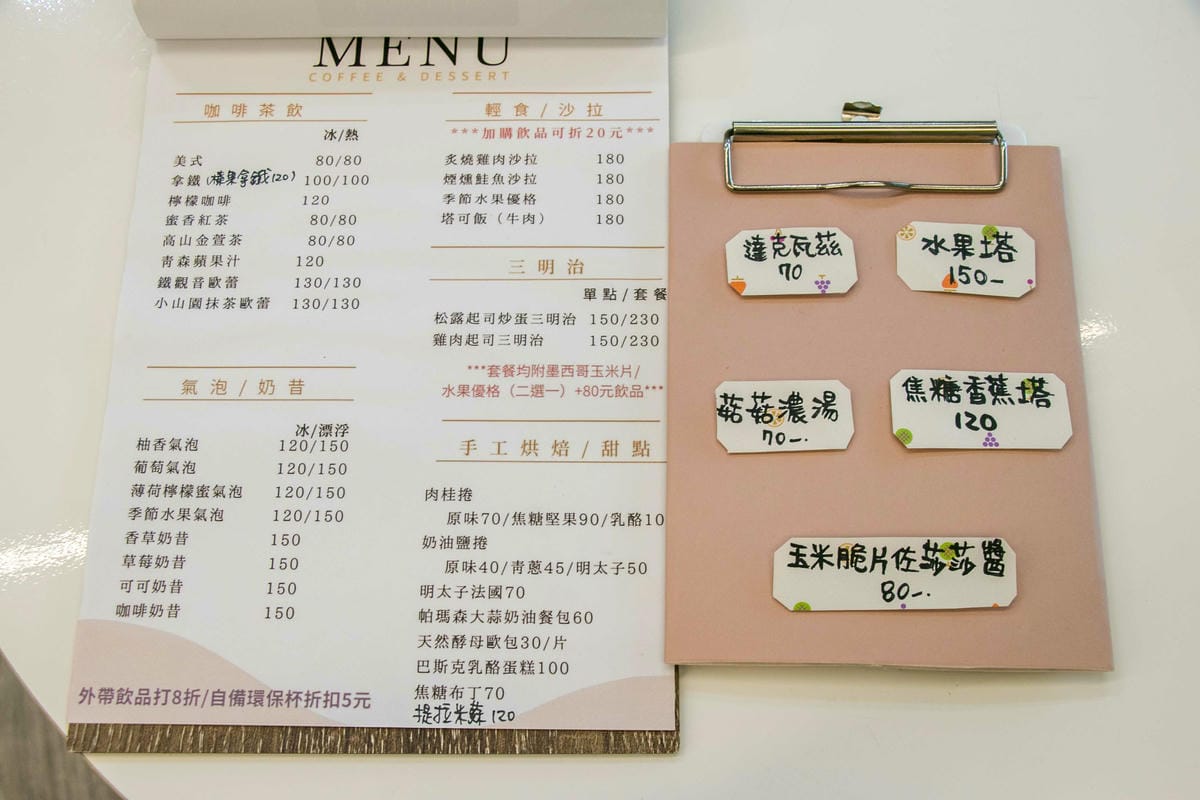 MENU
COFFEE & DESSERT
咖啡茶飲
冰/熱
美式 80/80
拿鐵 (榛果拿鐵120) 100/100
檸檬咖啡 120
蜜香紅茶 80/80
高山金萱茶 80/80
青森蘋果汁 120
鐵觀音歐蕾 130/130
小山園抹茶歐蕾 130/130
氣泡/奶昔
冰/漂浮
柚香氣泡 120/150
葡萄氣泡 120/150
薄荷檸檬蜜氣泡 120/150
季節水果氣泡 120/150
香草奶昔 150
草莓奶昔 150
可可奶昔 150
咖啡奶昔 150
外帶飲品打8折/自備環保杯折扣5元
輕食/沙拉
***加購飲品可折20元***
炙燒雞肉沙拉 180
煙燻鮭魚沙拉 180
季節水果優格 180
塔可飯（牛肉） 180
三明治
單點/套餐
松露起司炒蛋三明治 150/230
雞肉起司三明治 150/230
***套餐均附墨西哥玉米片/
水果優格（二選一）+80元飲品***
手工烘焙/甜點
肉桂捲
原味70/焦糖堅果90/乳酪10
奶油鹽捲
原味40/青蔥45/明太子50
明太子法國70
帕瑪森大蒜奶油餐包60
天然酵母歐包30/片
巴斯克乳酪蛋糕100
焦糖布丁70
提拉米蘇 120
達克瓦茲
70
水果塔
150-
菇菇濃湯
70-.
焦糖香蕉塔
120
玉米脆片佐莎莎醬
80-.